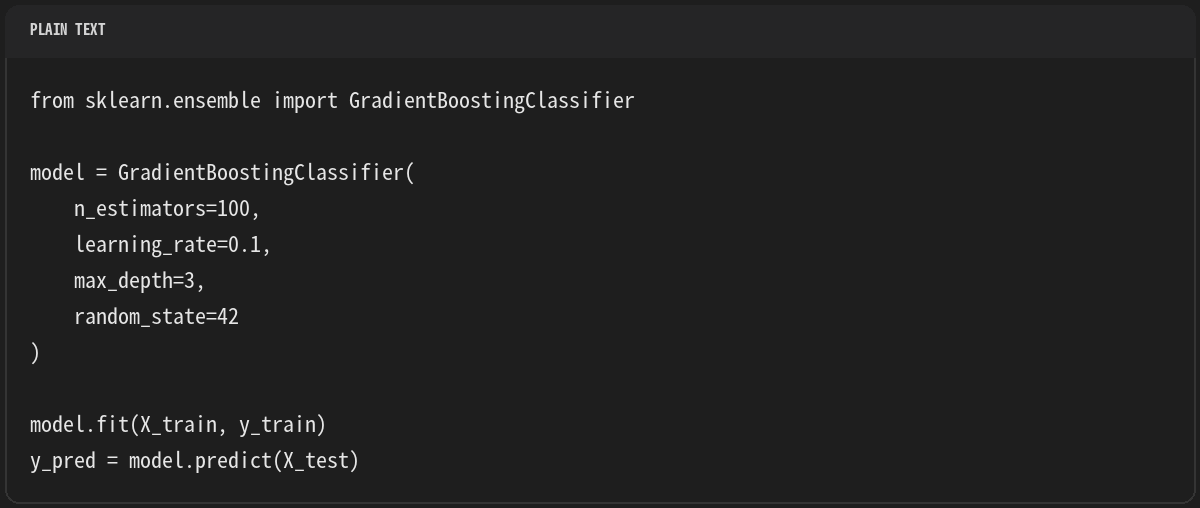 PLAIN TEXT
from sklearn.ensemble import GradientBoostingClassifier
model = GradientBoostingClassifier(
    n_estimators=100,
    learning_rate=0.1,
    max_depth=3,
    random_state=42
)
model.fit(X_train, y_train)
y_pred = model.predict(X_test)